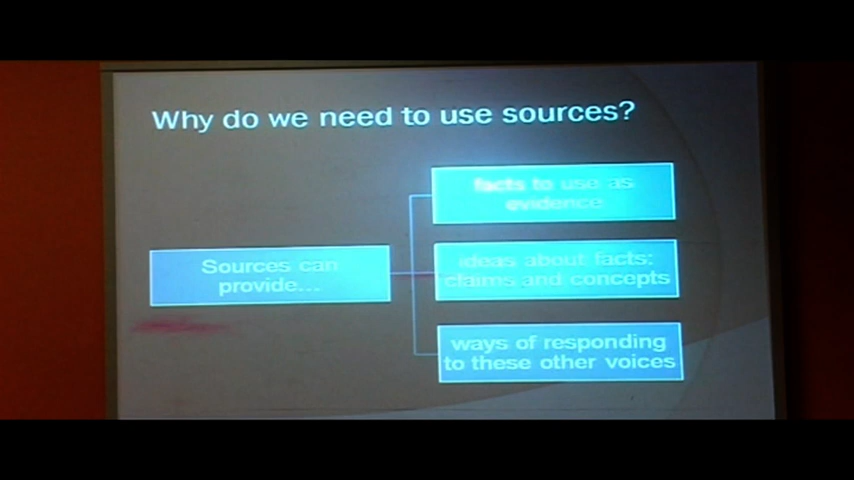 Why do we need to use sources?
Sources can
provide...
facts to use as
evidence
ideas about facts:
claims and concepts
ways of responding
to these other voices